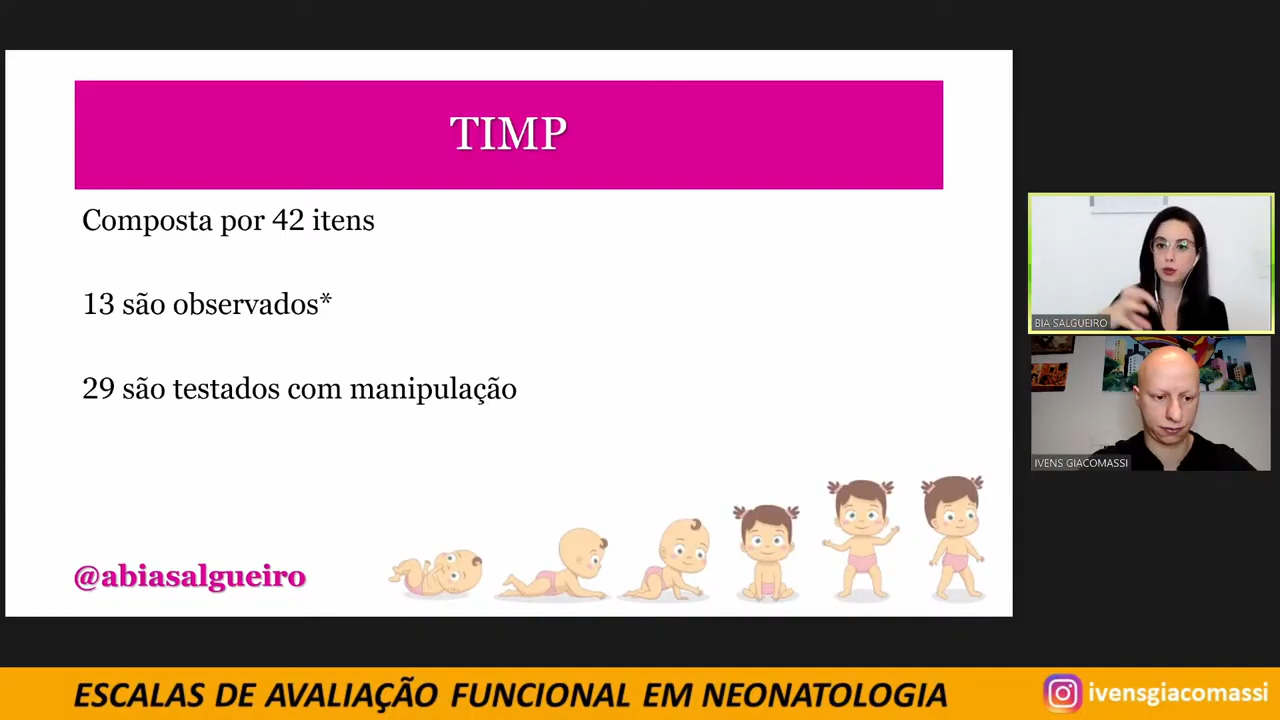 TIMP
Composta por 42 itens
13 são observados*
29 são testados com manipulação
@abiasalgueiro
BIA SALGUEIRO
IVENS GIACOMASSI
ESCALAS DE AVALIAÇÃO FUNCIONAL EM NEONATOLOGIA
ivensgiacomassi